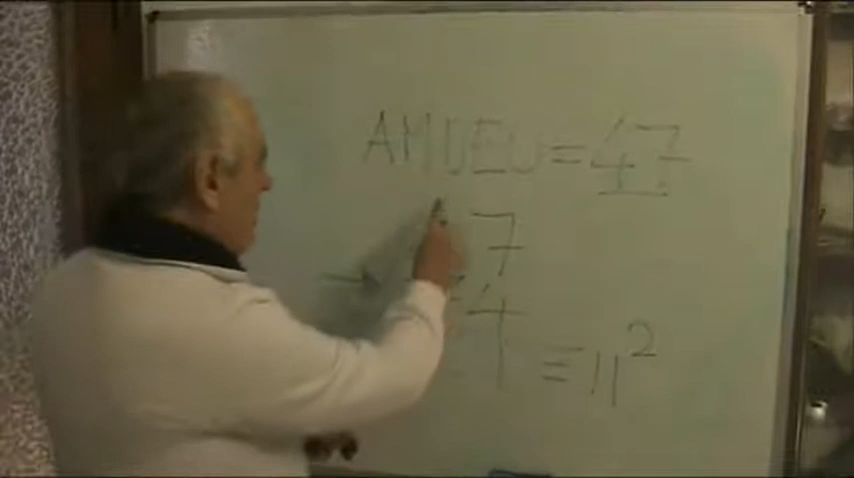 AMDEU = 47
7
4
= 11²